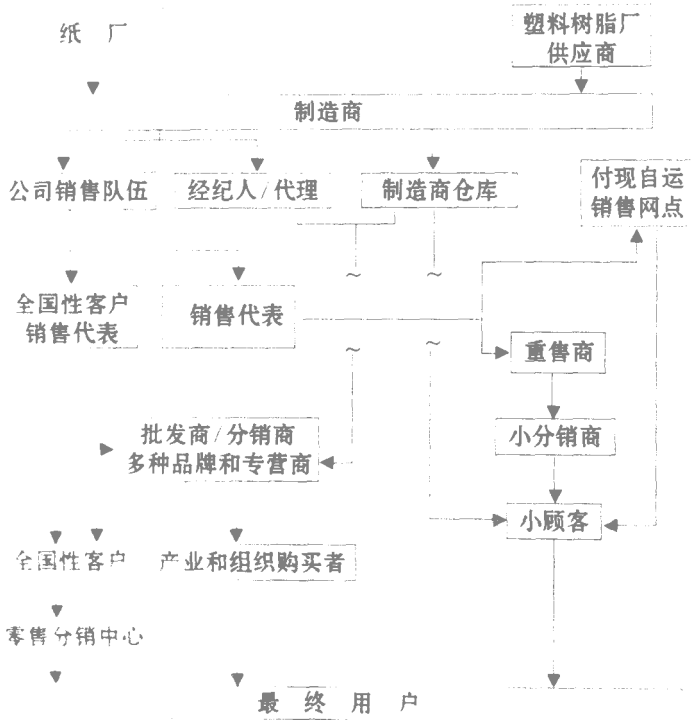 纸 厂
塑料树脂厂
供应商
制造商
公司销售队伍
经纪人/代理
制造商仓库
付现自运
销售网点
全国性客户
销售代表
销售代表
重售商
批发商/分销商
多种品牌和专营商
小分销商
小顾客
全国性客户
产业和组织购买者
零售分销中心
最 终 用 户